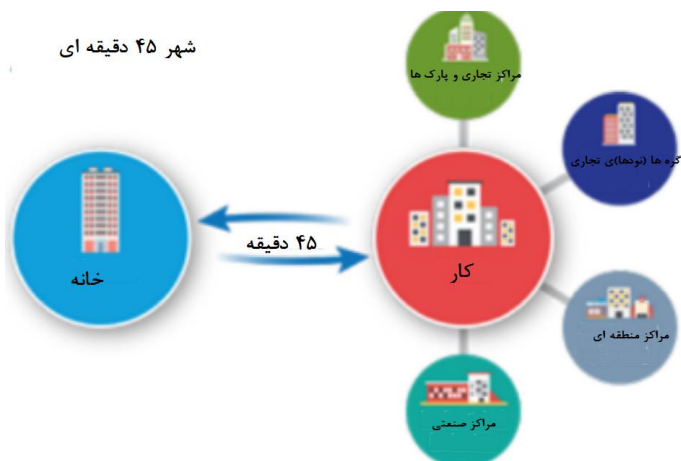 شهر ۴۵ دقیقه ای
مراکز تجاری و پارک ها
گره ها (نودها)ی تجاری
۴۵ دقیقه
خانه
کار
مراکز منطقه ای
مراکز صنعتی